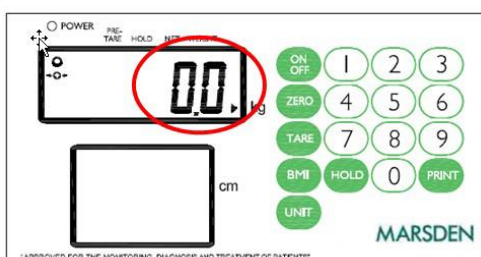 POWER
PRE-
TARE HOLD
0.0
kg
ON
OFF 1 2 3
ZERO 4 5 6
TARE 7 8 9
BMI HOLD 0 PRINT
UNIT
cm
MARSDEN
"APPROVED FOR THE MONITORING, DIAGNOSIS AND TREATMENT OF PATIENTS"